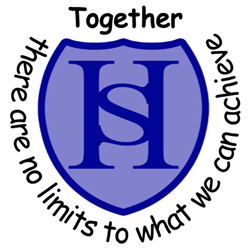 Together
there are no limits to what we can achieve
HS